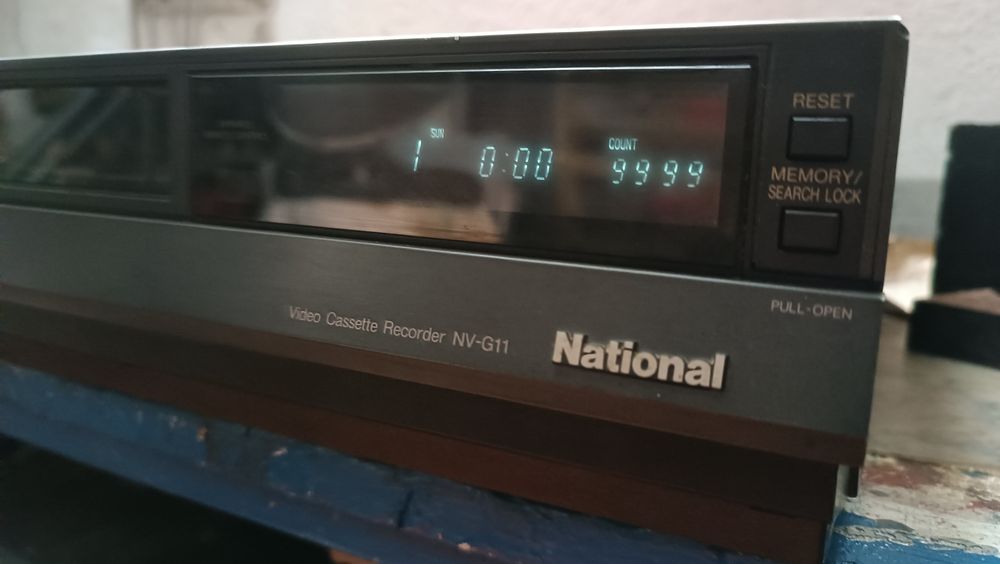 SUN
1 0:00
COUNT
9999
RESET
MEMORY/
SEARCH LOCK
PULL-OPEN
Video Cassette Recorder NV-G11
National